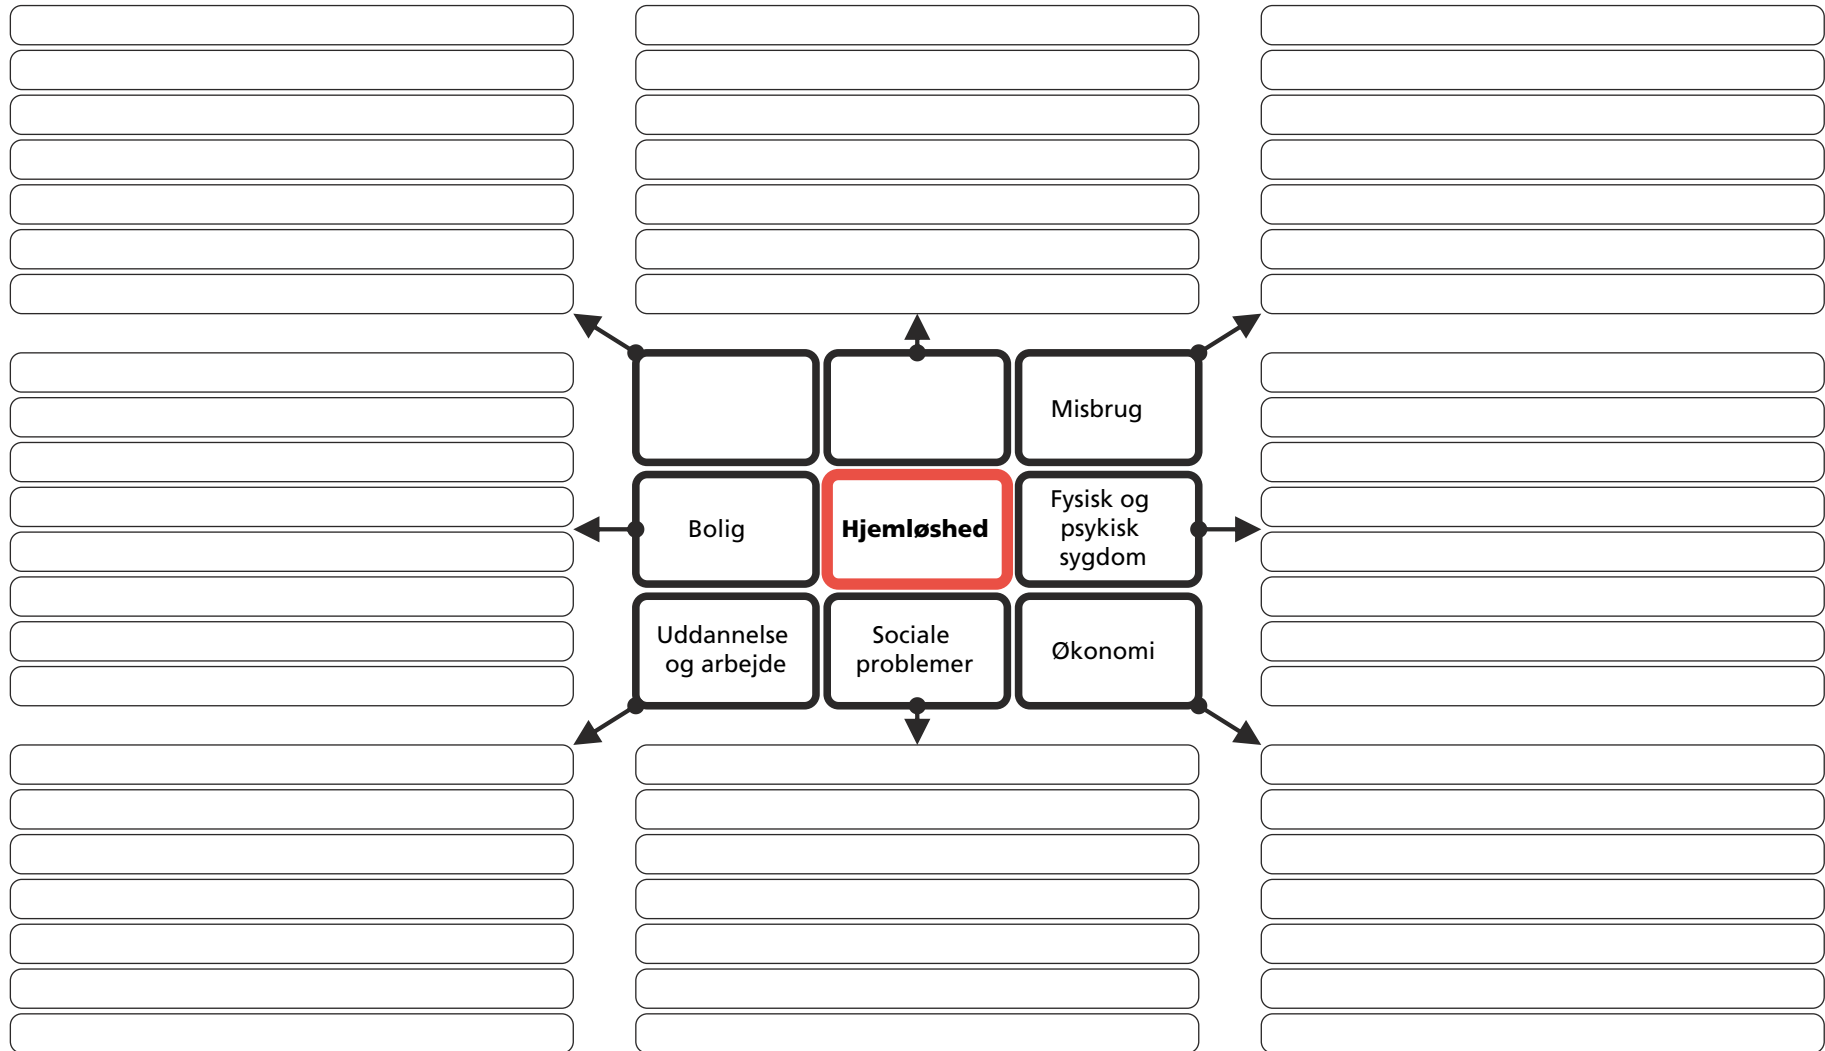 Misbrug
Bolig
Hjemløshed
Fysisk og
psykisk
sygdom
Uddannelse
og arbejde
Sociale
problemer
Økonomi